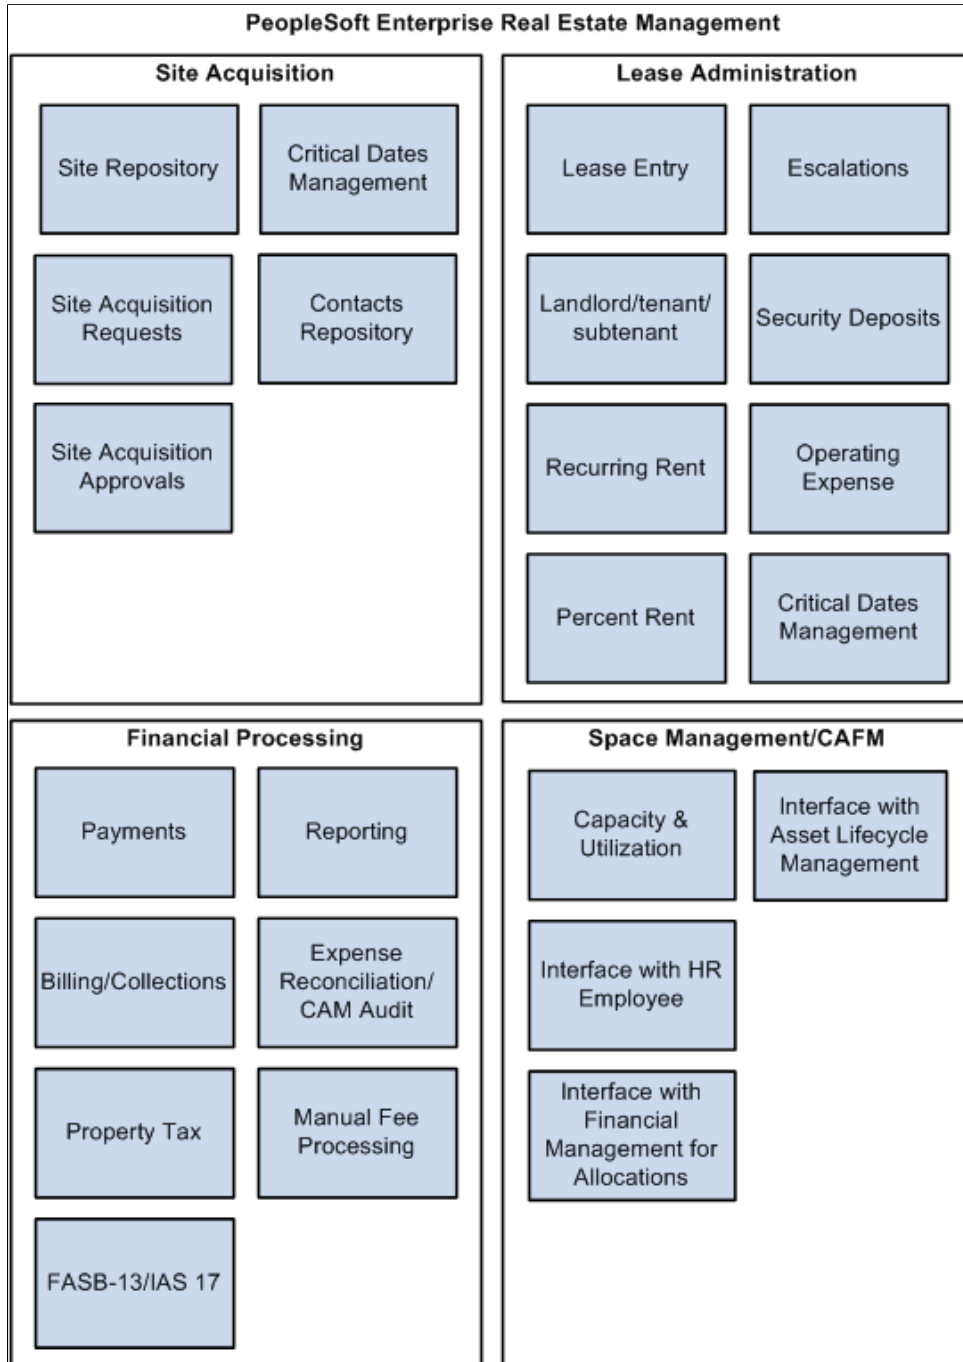 PeopleSoft Enterprise Real Estate Management
Site Acquisition
Site Repository
Critical Dates
Management
Site Acquisition
Requests
Contacts
Repository
Site Acquisition
Approvals
Lease Administration
Lease Entry
Escalations
Landlord/tenant/
subtenant
Security Deposits
Recurring Rent
Operating
Expense
Percent Rent
Critical Dates
Management
Financial Processing
Payments
Reporting
Billing/Collections
Expense
Reconciliation/
CAM Audit
Property Tax
Manual Fee
Processing
FASB-13/IAS 17
Space Management/CAFM
Capacity &
Utilization
Interface with
Asset Lifecycle
Management
Interface with HR
Employee
Interface with
Financial
Management for
Allocations